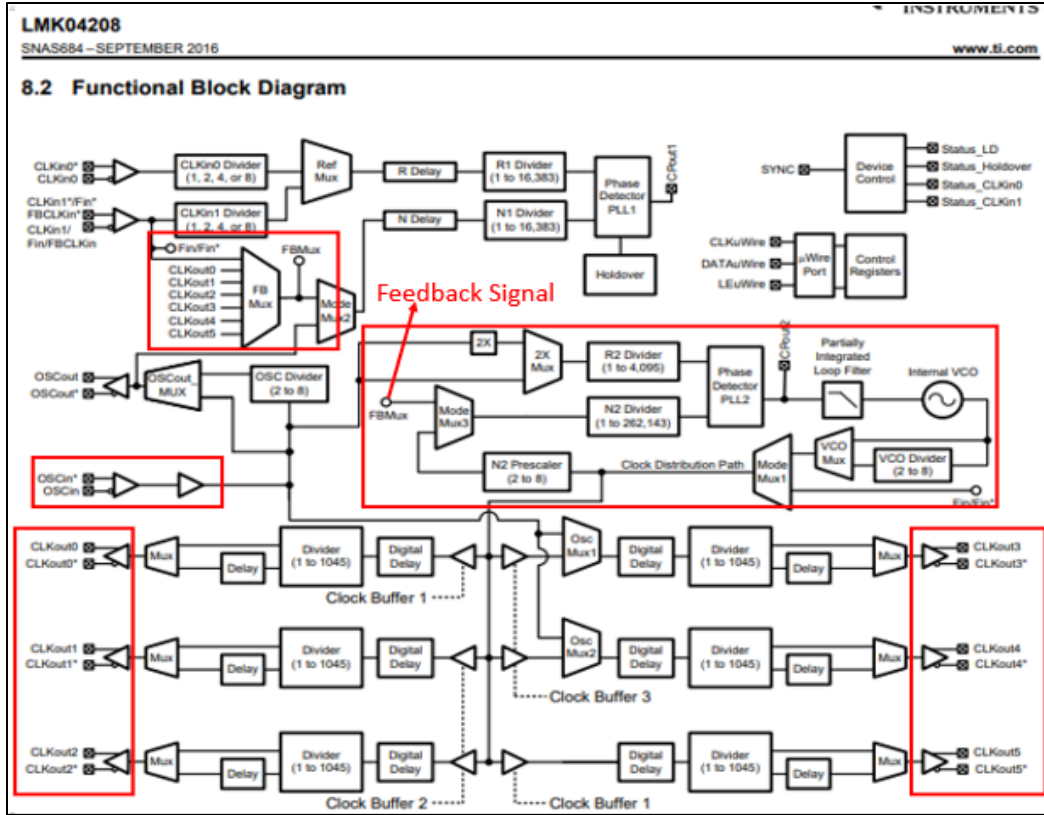 INSTRUMENTS
LMK04208
SNAS684 – SEPTEMBER 2016
www.ti.com
8.2 Functional Block Diagram
CLKin0*
CLKin0
CLKin0 Divider
(1, 2, 4, or 8)
Ref
Mux
R Delay
R1 Divider
(1 to 16,383)
Phase
Detector
PLL1
CPout1
CLKin1*/Fin*
FBCLKin*
CLKin1/
Fin/FBCLKin
CLKin1 Divider
(1, 2, 4, or 8)
N Delay
N1 Divider
(1 to 16,383)
Holdover
SYNC
Device
Control
Status_LD
Status_Holdover
Status_CLKin0
Status_CLKin1
CLKuWire
DATAuWire
LEuWire
µWire
Port
Control
Registers
Fin/Fin*
FBMux
CLKout0
CLKout1
CLKout2
CLKout3
CLKout4
CLKout5
FB
Mux
Mode
Mux2
Feedback Signal
OSCout
OSCout*
OSCout_
MUX
OSC Divider
(2 to 8)
2X
2X
Mux
R2 Divider
(1 to 4,095)
Phase
Detector
PLL2
CPout2
Partially
Integrated
Loop Filter
Internal VCO
FBMux
Mode
Mux3
N2 Divider
(1 to 262,143)
N2 Prescaler
(2 to 8)
Clock Distribution Path
Mode
Mux1
VCO
Mux
VCO Divider
(2 to 8)
Fin/Fin*
OSCin*
OSCin
CLKout0
CLKout0*
Mux
Delay
Divider
(1 to 1045)
Digital
Delay
Clock Buffer 1
Osc
Mux1
Digital
Delay
Divider
(1 to 1045)
Delay
Mux
CLKout3
CLKout3*
CLKout1
CLKout1*
Mux
Delay
Divider
(1 to 1045)
Digital
Delay
Osc
Mux2
Digital
Delay
Divider
(1 to 1045)
Delay
Mux
CLKout4
CLKout4*
Clock Buffer 3
CLKout2
CLKout2*
Mux
Delay
Divider
(1 to 1045)
Digital
Delay
Clock Buffer 2
Digital
Delay
Divider
(1 to 1045)
Delay
Mux
CLKout5
CLKout5*
Clock Buffer 1